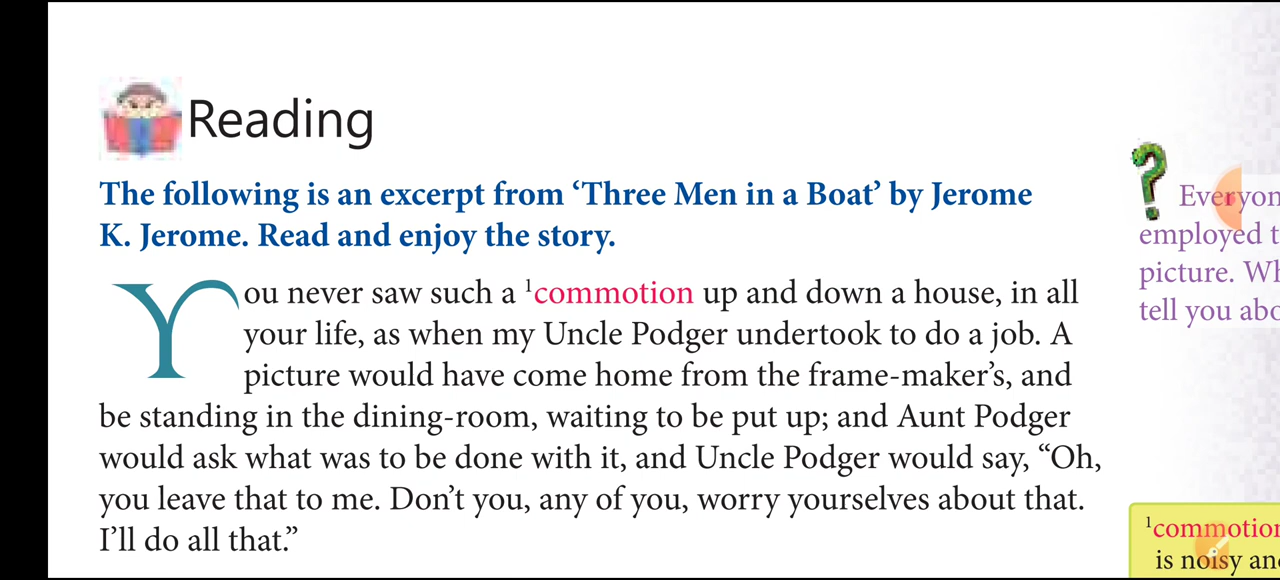 Reading
The following is an excerpt from ‘Three Men in a Boat’ by Jerome
K. Jerome. Read and enjoy the story.
You never saw such a ¹commotion up and down a house, in all
your life, as when my Uncle Podger undertook to do a job. A
picture would have come home from the frame-maker’s, and
be standing in the dining-room, waiting to be put up; and Aunt Podger
would ask what was to be done with it, and Uncle Podger would say, “Oh,
you leave that to me. Don’t you, any of you, worry yourselves about that.
I’ll do all that.”
?
employed
picture.
tell you
¹commotion
is noisy